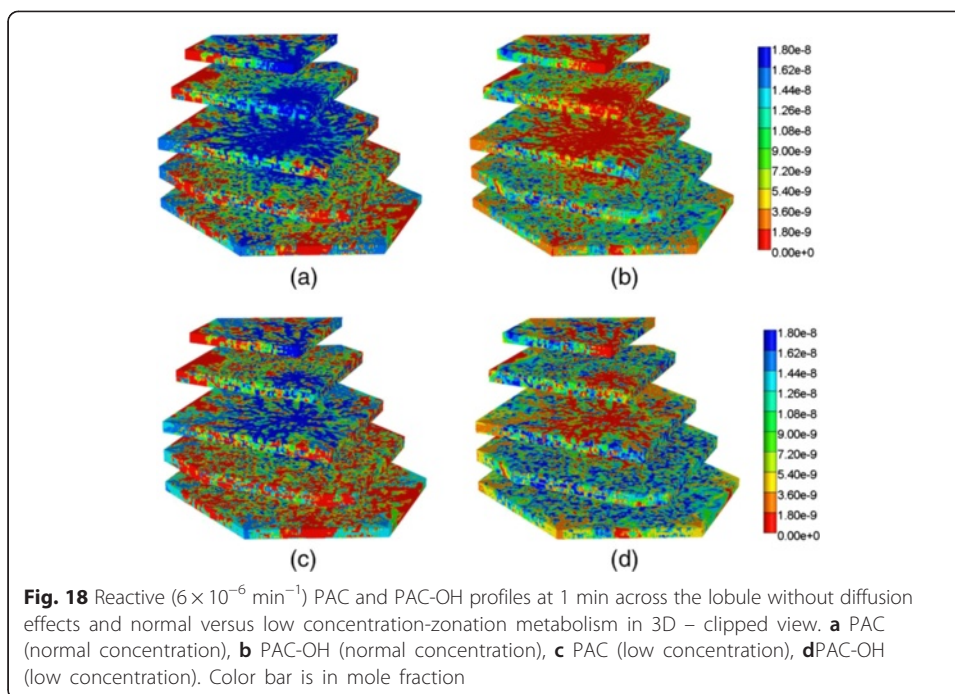 1.80e-8
1.62e-8
1.44e-8
1.26e-8
1.08e-8
9.00e-9
7.20e-9
5.40e-9
3.60e-9
1.80e-9
0.00e+0
(a)
(b)
1.80e-8
1.62e-8
1.44e-8
1.26e-8
1.08e-8
9.00e-9
7.20e-9
5.40e-9
3.60e-9
1.80e-9
0.00e+0
(c)
(d)
Fig. 18 Reactive (6 × 10⁻⁶ min⁻¹) PAC and PAC-OH profiles at 1 min across the lobule without diffusion
effects and normal versus low concentration-zonation metabolism in 3D – clipped view. a PAC
(normal concentration), b PAC-OH (normal concentration), c PAC (low concentration), dPAC-OH
(low concentration). Color bar is in mole fraction